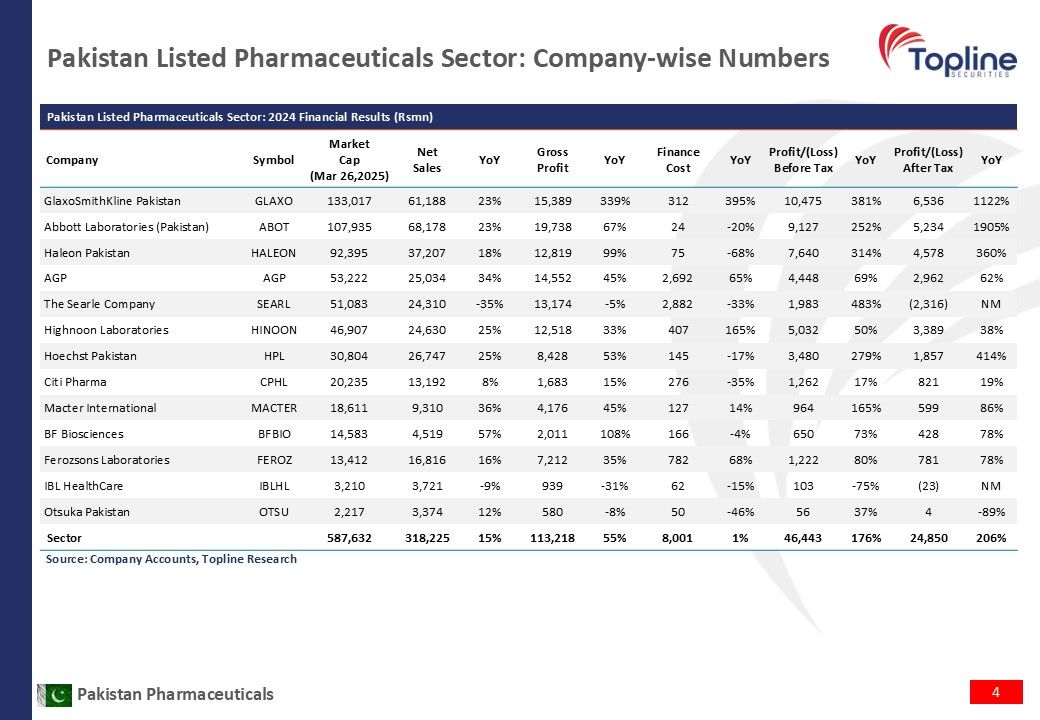 Pakistan Listed Pharmaceuticals Sector: Company-wise Numbers
Topline
SECURITIES
Pakistan Listed Pharmaceuticals Sector: 2024 Financial Results (Rsmn)
Company Symbol Market Cap (Mar 26,2025) Net Sales YoY Gross Profit YoY Finance Cost YoY Profit/(Loss) Before Tax YoY Profit/(Loss) After Tax YoY
GlaxoSmithKline Pakistan GLAXO 133,017 61,188 23% 15,389 339% 312 395% 10,475 381% 6,536 1122%
Abbott Laboratories (Pakistan) ABOT 107,935 68,178 23% 19,738 67% 24 -20% 9,127 252% 5,234 1905%
Haleon Pakistan HALEON 92,395 37,207 18% 12,819 99% 75 -68% 7,640 314% 4,578 360%
AGP AGP 53,222 25,034 34% 14,552 45% 2,692 65% 4,448 69% 2,962 62%
The Searle Company SEARL 51,083 24,310 -35% 13,174 -5% 2,882 -33% 1,983 483% (2,316) NM
Highnoon Laboratories HINOON 46,907 24,630 25% 12,518 33% 407 165% 5,032 50% 3,389 38%
Hoechst Pakistan HPL 30,804 26,747 25% 8,428 53% 145 -17% 3,480 279% 1,857 414%
Citi Pharma CPHL 20,235 13,192 8% 1,683 15% 276 -35% 1,262 17% 821 19%
Macter International MACTER 18,611 9,310 36% 4,176 45% 127 14% 964 165% 599 86%
BF Biosciences BFBIO 14,583 4,519 57% 2,011 108% 166 -4% 650 73% 428 78%
Ferozsons Laboratories FEROZ 13,412 16,816 16% 7,212 35% 782 68% 1,222 80% 781 78%
IBL HealthCare IBLHL 3,210 3,721 -9% 939 -31% 62 -15% 103 -75% (23) NM
Otsuka Pakistan OTSU 2,217 3,374 12% 580 -8% 50 -46% 56 37% 4 -89%
Sector 587,632 318,225 15% 113,218 55% 8,001 1% 46,443 176% 24,850 206%
Source: Company Accounts, Topline Research
Pakistan Pharmaceuticals
4